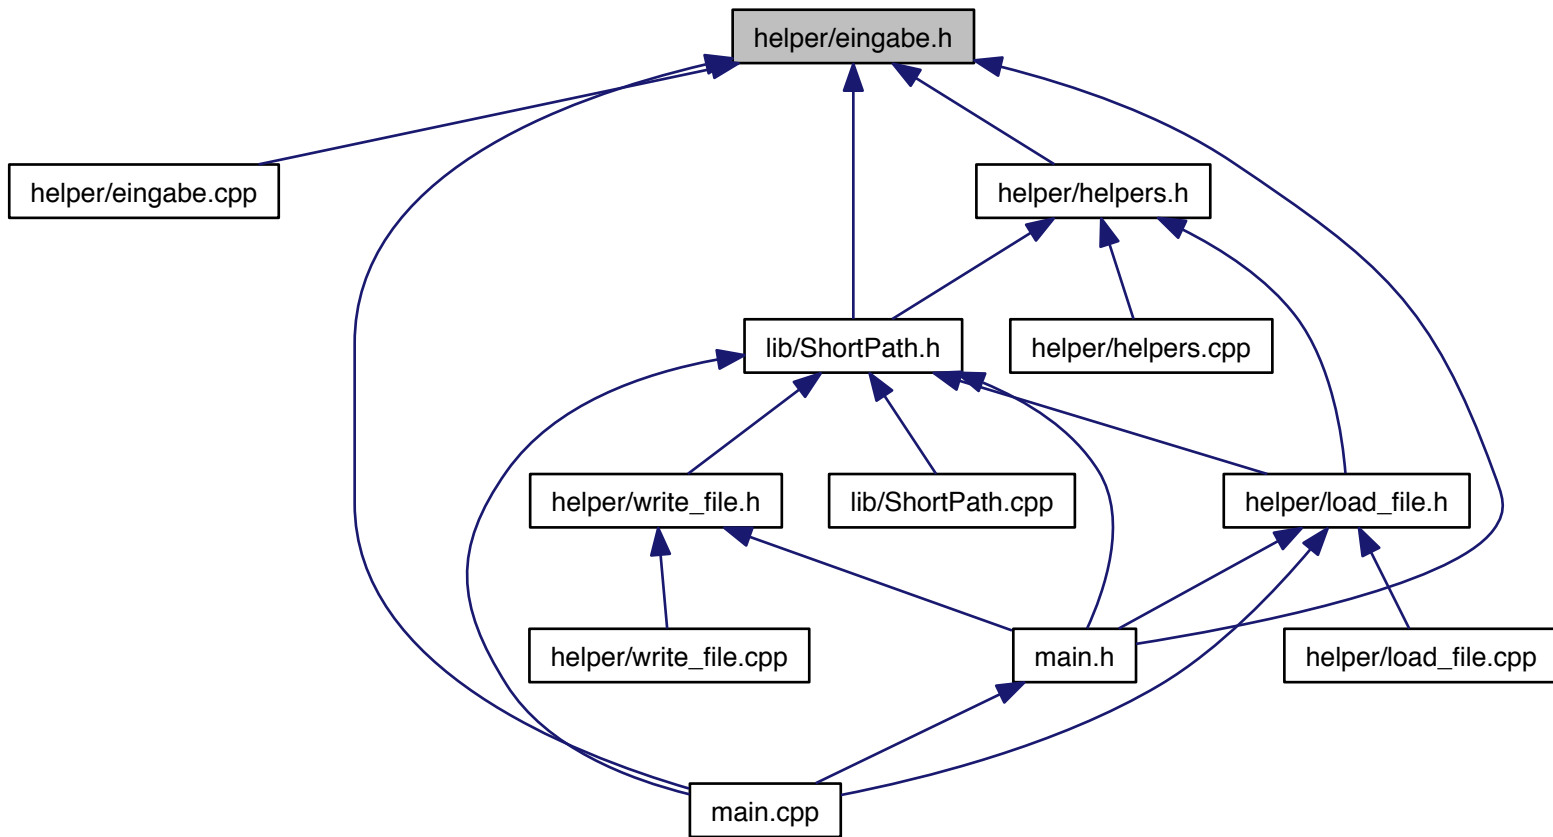 helper/eingabe.h
helper/eingabe.cpp
helper/helpers.h
lib/ShortPath.h
helper/helpers.cpp
helper/write_file.h
lib/ShortPath.cpp
helper/load_file.h
helper/write_file.cpp
main.h
helper/load_file.cpp
main.cpp